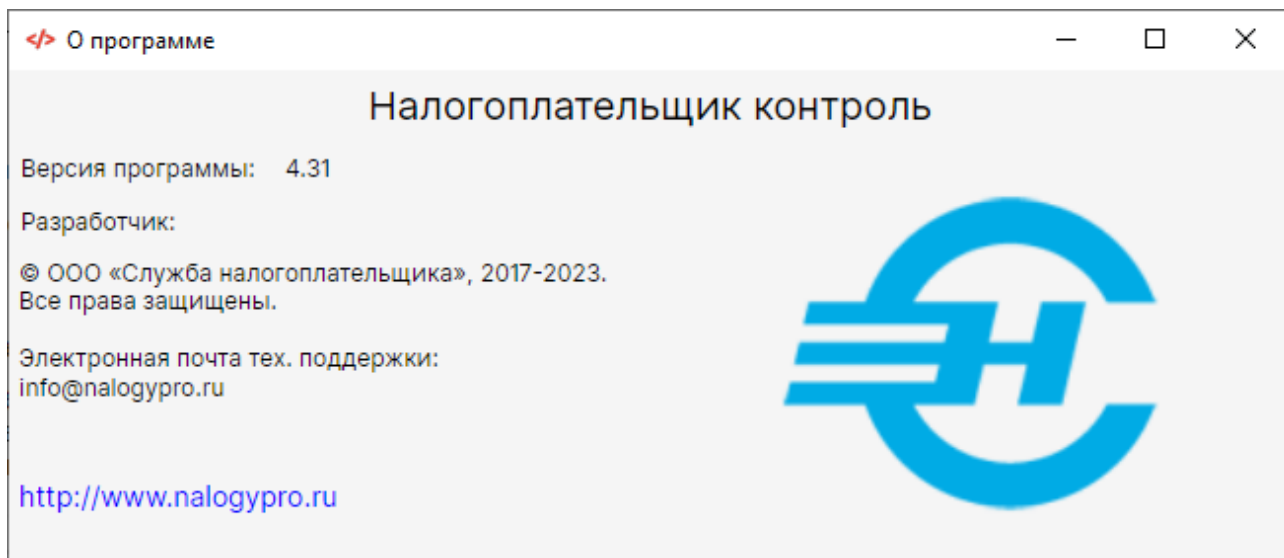 </> О программе
Налогоплательщик контроль
Версия программы: 4.31
Разработчик:
© ООО «Служба налогоплательщика», 2017-2023.
Все права защищены.
Электронная почта тех. поддержки:
info@nalogypro.ru
http://www.nalogypro.ru
Н